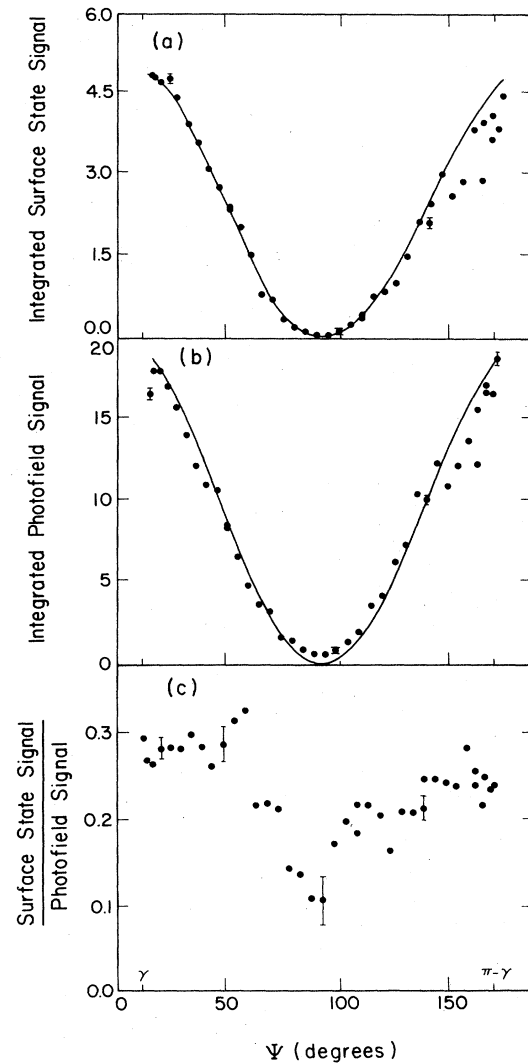 Integrated Surface State Signal
6.0
4.5
3.0
1.5
0.0
(a)
Integrated Photofield Signal
20
15
10
5
0
(b)
Surface State Signal
Photofield Signal
0.3
0.2
0.1
0.0
(c)
γ
π-γ
0
50
100
150
Ψ (degrees)